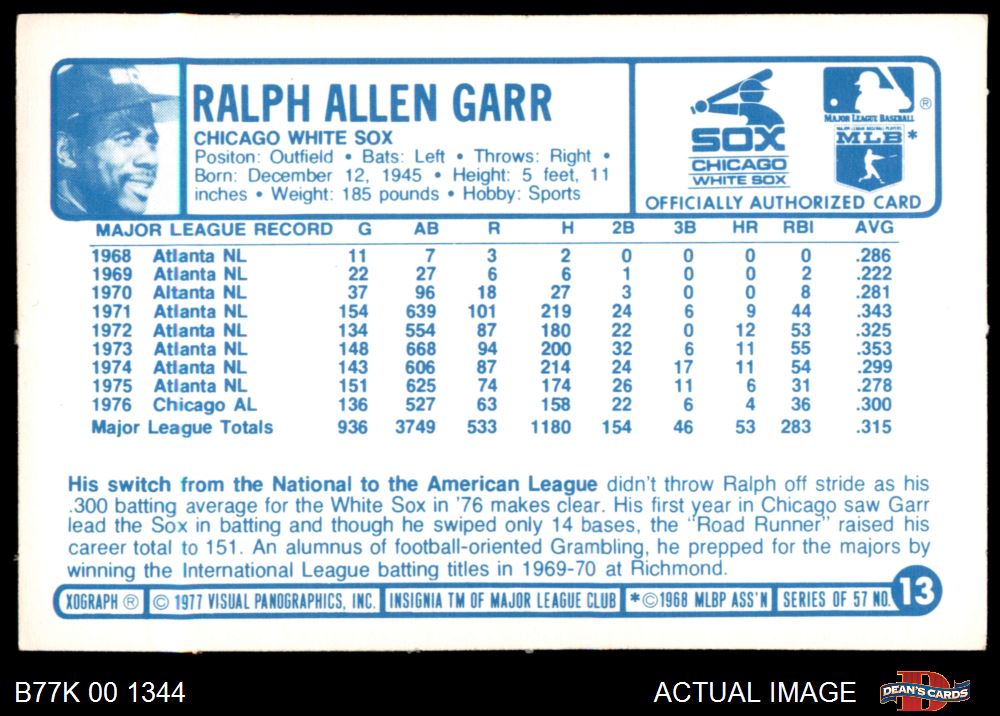 RALPH ALLEN GARR
CHICAGO WHITE SOX
Positon: Outfield • Bats: Left • Throws: Right •
Born: December 12, 1945 • Height: 5 feet, 11
inches • Weight: 185 pounds • Hobby: Sports
SOX
CHICAGO
WHITE SOX
MAJOR LEAGUE BASEBALL ®
MAJOR LEAGUE BASEBALL PLAYERS
MLB *
OFFICIALLY AUTHORIZED CARD
MAJOR LEAGUE RECORD G AB R H 2B 3B HR RBI AVG
1968 Atlanta NL 11 7 3 2 0 0 0 0 .286
1969 Atlanta NL 22 27 6 6 1 0 0 2 .222
1970 Altanta NL 37 96 18 27 3 0 0 8 .281
1971 Atlanta NL 154 639 101 219 24 6 9 44 .343
1972 Atlanta NL 134 554 87 180 22 0 12 53 .325
1973 Atlanta NL 148 668 94 200 32 6 11 55 .353
1974 Atlanta NL 143 606 87 214 24 17 11 54 .299
1975 Atlanta NL 151 625 74 174 26 11 6 31 .278
1976 Chicago AL 136 527 63 158 22 6 4 36 .300
Major League Totals 936 3749 533 1180 154 46 53 283 .315
His switch from the National to the American League didn't throw Ralph off stride as his
.300 batting average for the White Sox in '76 makes clear. His first year in Chicago saw Garr
lead the Sox in batting and though he swiped only 14 bases, the "Road Runner" raised his
career total to 151. An alumnus of football-oriented Grambling, he prepped for the majors by
winning the International League batting titles in 1969-70 at Richmond.
XOGRAPH ® © 1977 VISUAL PANOGRAPHICS, INC. INSIGNIA TM OF MAJOR LEAGUE CLUB *©1968 MLBP ASS'N SERIES OF 57 NO. 13
B77K 00 1344 ACTUAL IMAGE DEAN'S CARDS